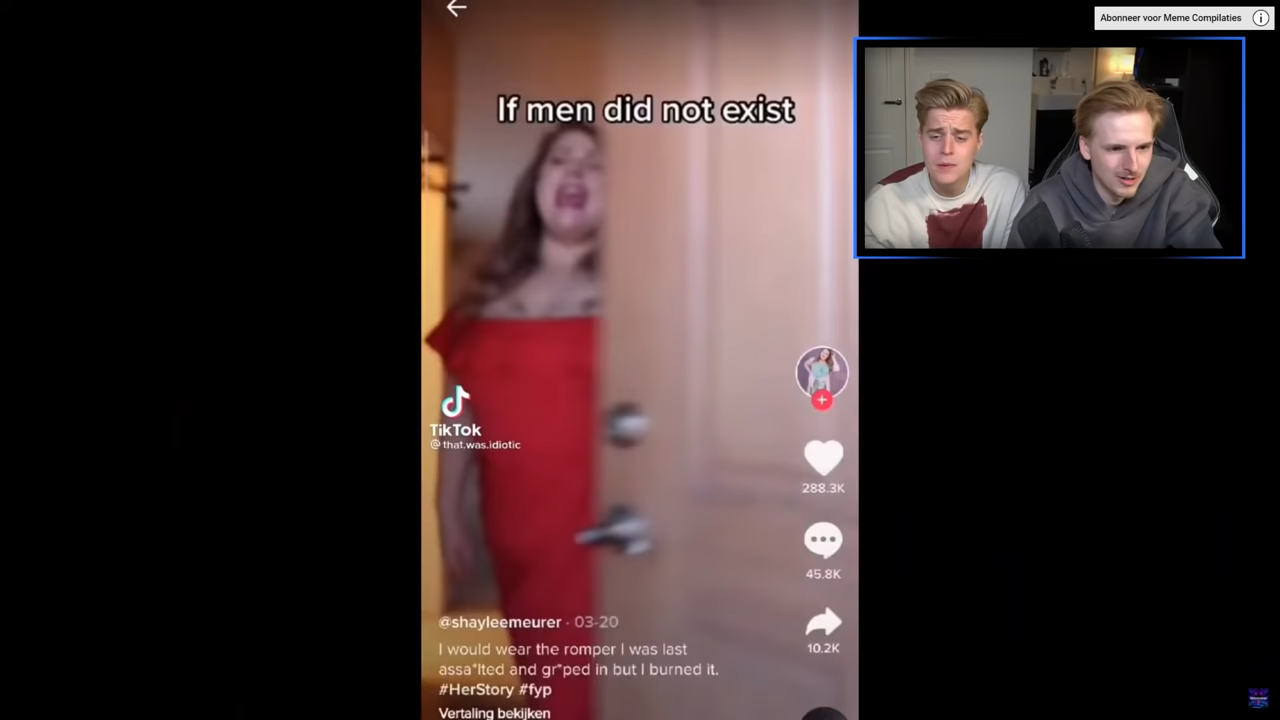 Abonneer voor Meme Compilaties
If men did not exist
TikTok
@that.was.idiotic
288.3K
45.8K
@shayleemeurer · 03-20
10.2K
I would wear the romper I was last
assa*lted and gr*ped in but I burned it.
#HerStory #fyp
Vertaling bekijken